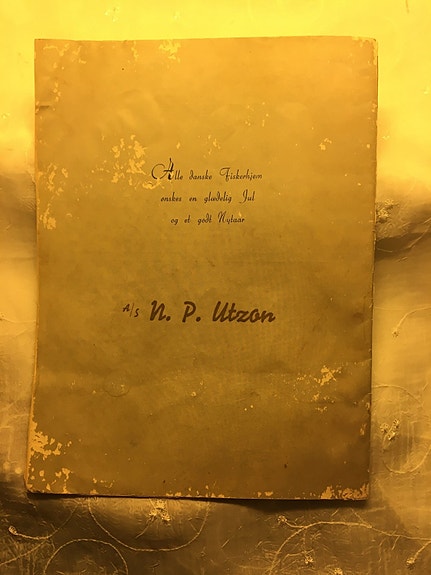 Alle danske Fiskerhjem
ønskes en glædelig Jul
og et godt Nytaar
A/S N. P. Utzon